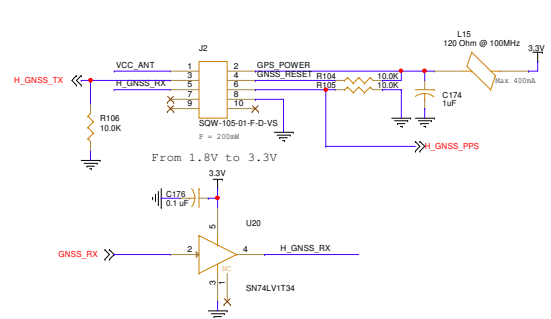 L15
120 Ohm @ 100MHz
3.3V
J2
VCC_ANT
GPS_POWER
H_GNSS_TX
1
2
3
4
GNSS_RESET
R104
10.0K
Max 400mA
H_GNSS_RX
5
6
R105
10.0K
7
8
9
10
C174
1uF
R106
10.0K
SQW-105-01-F-D-VS
P = 200mW
H_GNSS_PPS
From 1.8V to 3.3V
3.3V
C176
0.1 uF
5
U20
GNSS_RX
2
4
H_GNSS_RX
NC
3
1
SN74LV1T34